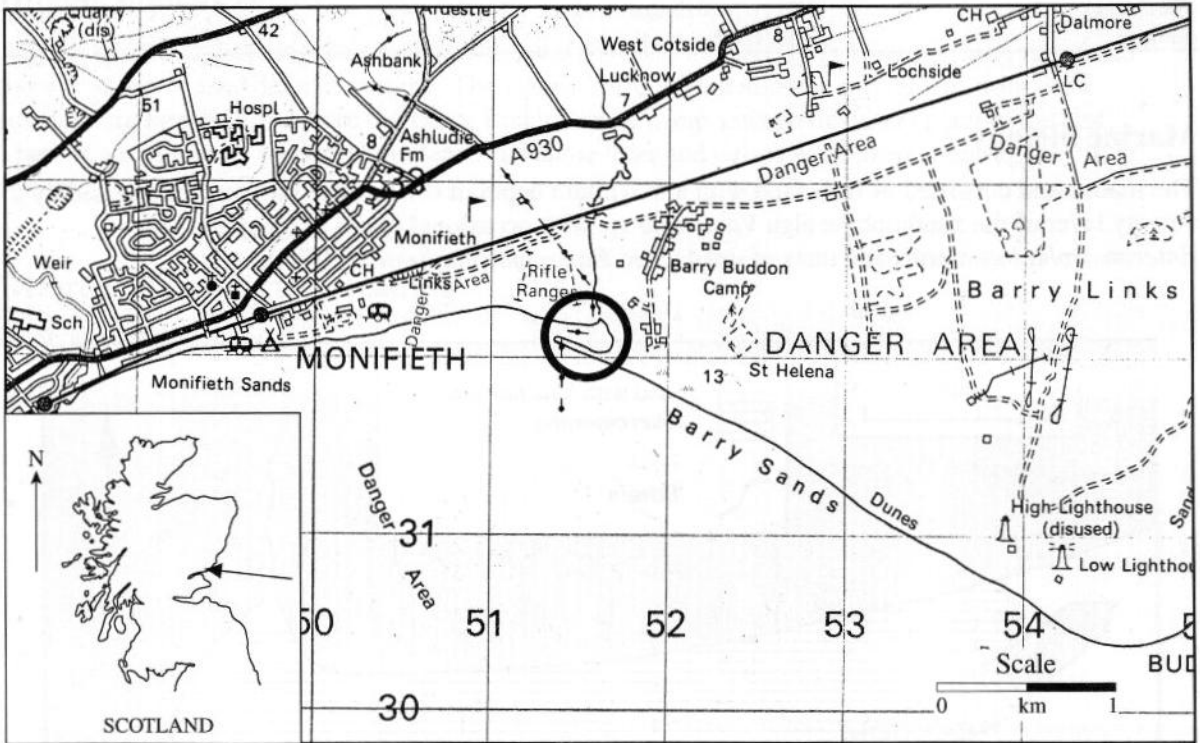 Quarry
(dis)
42
Ardestie
Ashbank
West Cotside
8
CH
Dalmore
Lucknow
Lochside
LC
51
Hospl
7
8
Ashludie
Fm
A 930
Danger Area
Danger Area
Weir
Monifieth
CH
Links
Danger Area
Rifle
Range
Barry Buddon
Camp
6
Barry Links
Sch
MONIFIETH
DANGER AREA
Monifieth Sands
13
St Helena
Barry Sands
Dunes
N
Danger
Area
31
High Lighthouse
(disused)
Low
50
51
52
53
54
Scale
0 km 1
30
SCOTLAND